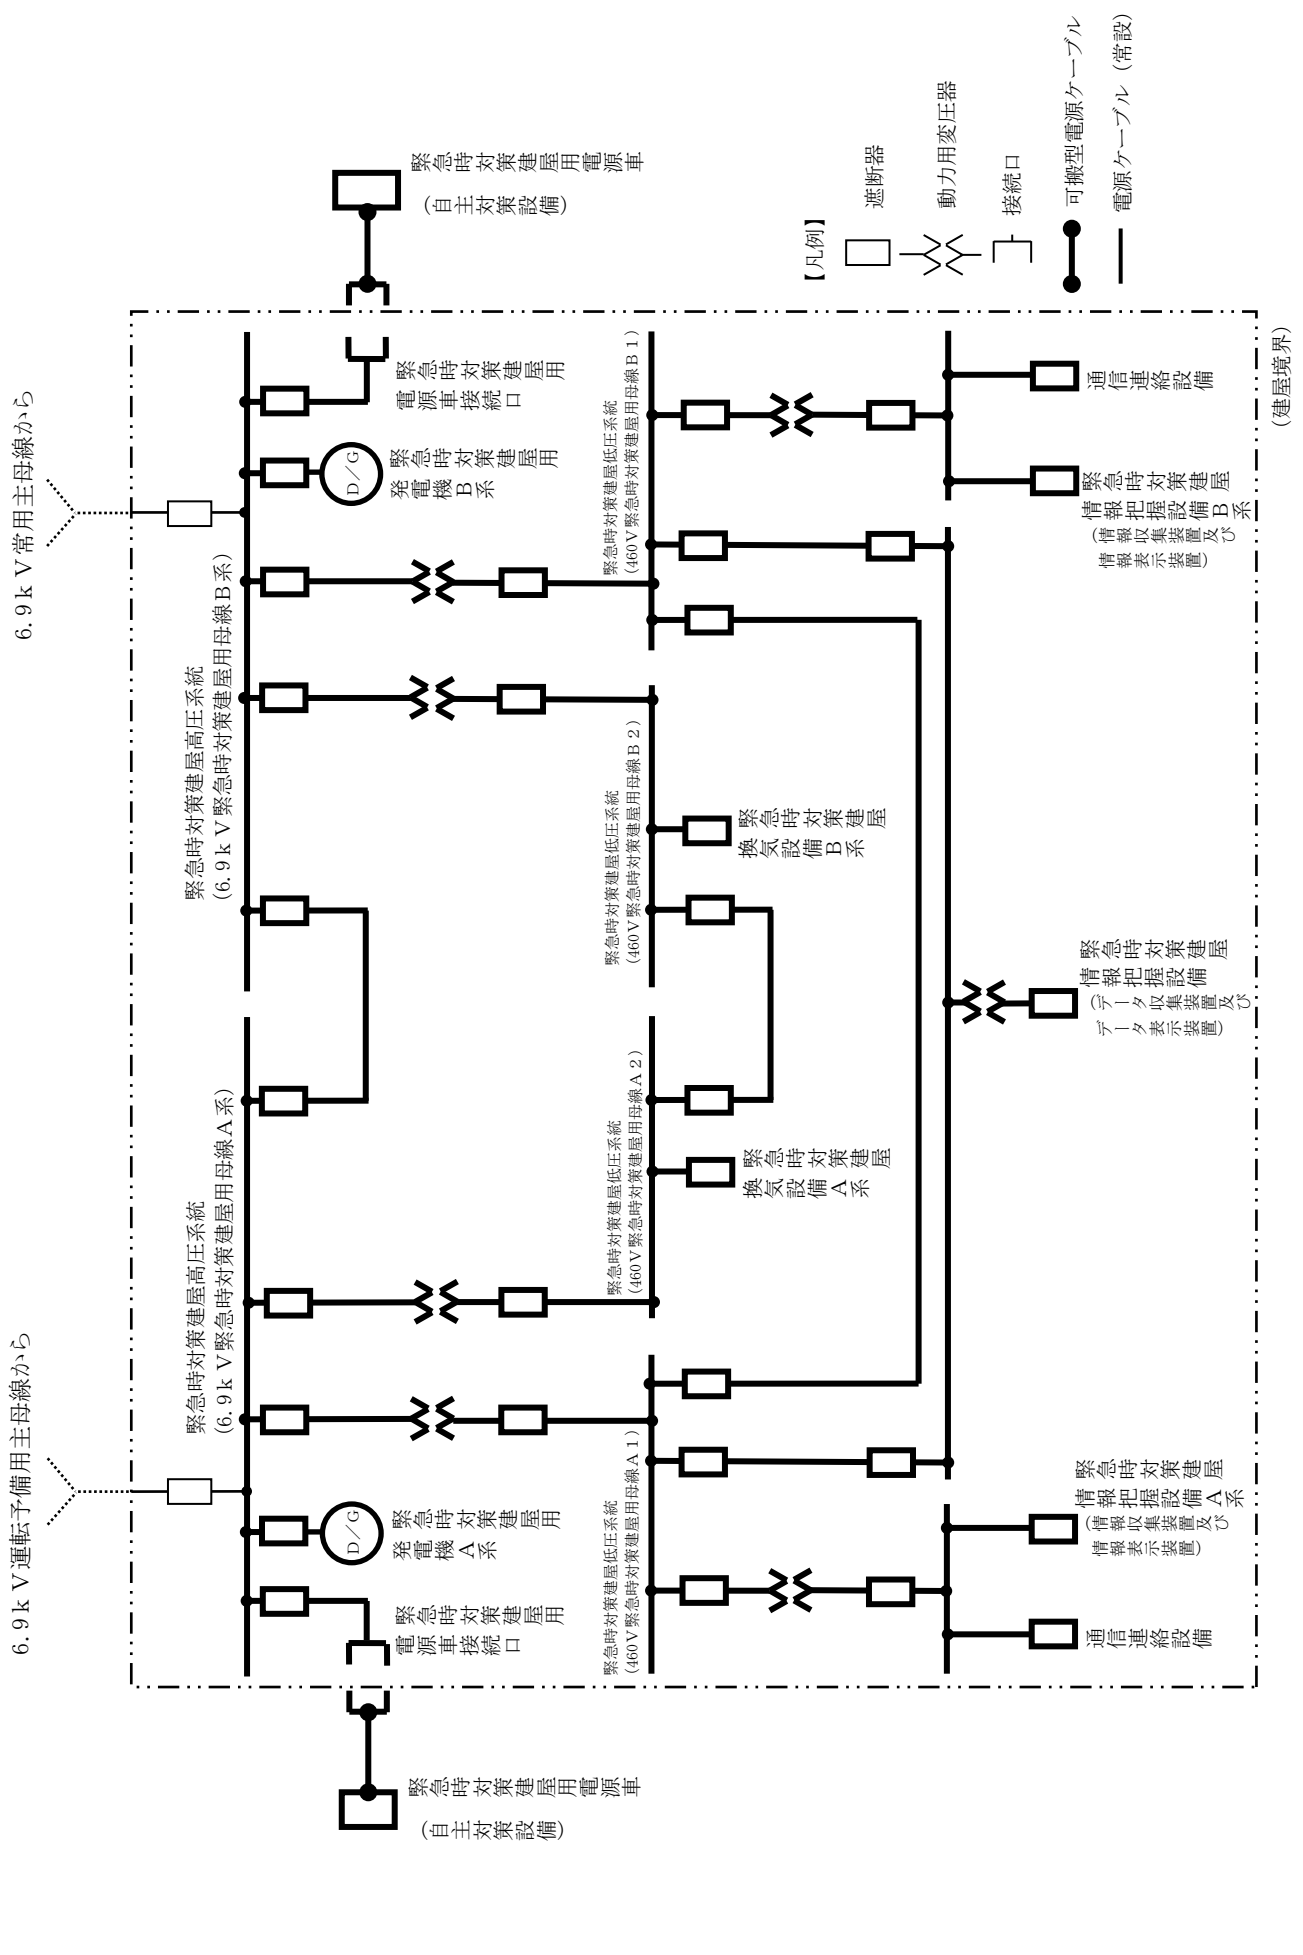 6.9ｋＶ運転予備用主母線から
6.9ｋＶ常用主母線から
緊急時対策建屋高圧系統
（6.9ｋＶ緊急時対策建屋用母線Ａ系）
緊急時対策建屋高圧系統
（6.9ｋＶ緊急時対策建屋用母線Ｂ系）
緊急時対策建屋用電源車
（自主対策設備）
緊急時対策建屋用
電源車接続口
Ｄ／Ｇ
緊急時対策建屋用
発電機Ａ系
Ｄ／Ｇ
緊急時対策建屋用
発電機Ｂ系
緊急時対策建屋用
電源車接続口
緊急時対策建屋用電源車
（自主対策設備）
緊急時対策建屋低圧系統
（460Ｖ緊急時対策建屋用母線Ａ１）
緊急時対策建屋低圧系統
（460Ｖ緊急時対策建屋用母線Ａ２）
緊急時対策建屋低圧系統
（460Ｖ緊急時対策建屋用母線Ｂ２）
緊急時対策建屋低圧系統
（460Ｖ緊急時対策建屋用母線Ｂ１）
緊急時対策建屋
換気設備Ａ系
緊急時対策建屋
換気設備Ｂ系
通信連絡設備
緊急時対策建屋
情報把握設備Ａ系
（情報収集装置及び
情報表示装置）
緊急時対策建屋
情報把握設備
（データ収集装置及び
データ表示装置）
緊急時対策建屋
情報把握設備Ｂ系
（情報収集装置及び
情報表示装置）
通信連絡設備
（建屋境界）
【凡例】
遮断器
動力用変圧器
接続口
可搬型電源ケーブル
電源ケーブル（常設）